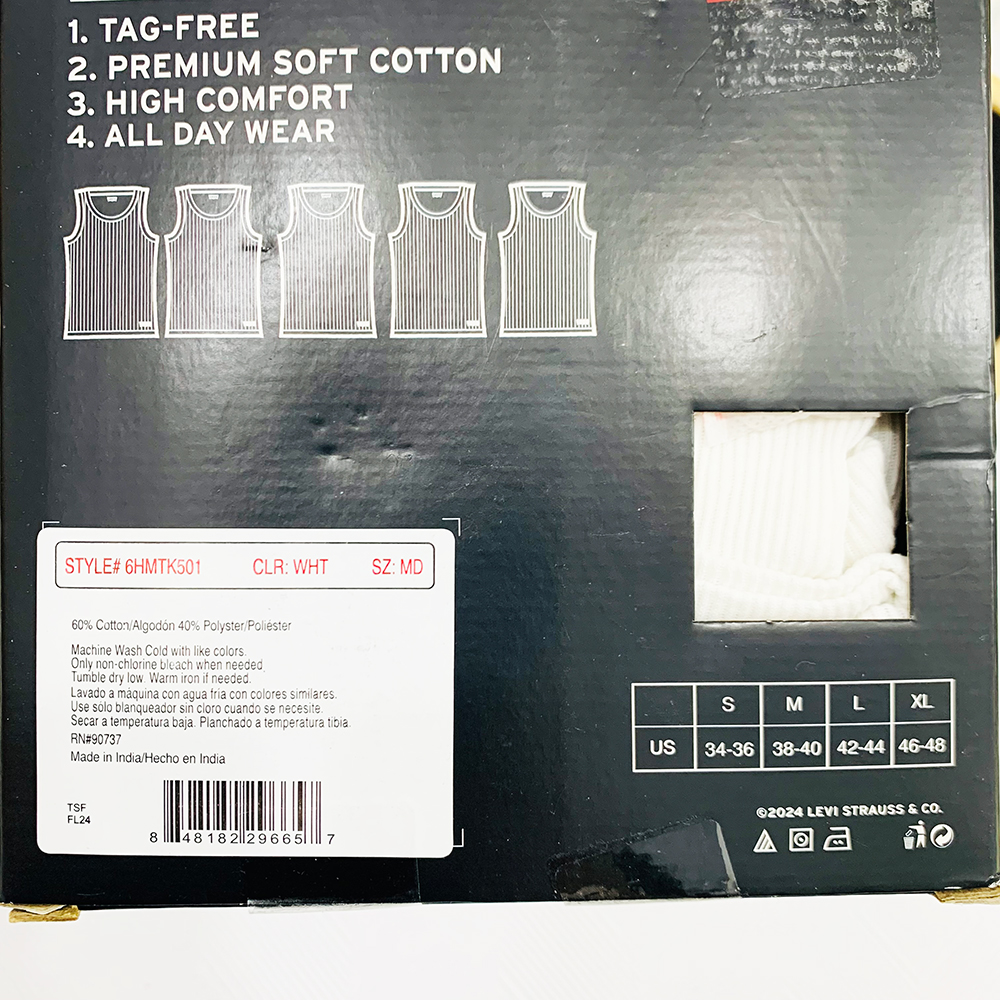 1. TAG-FREE
2. PREMIUM SOFT COTTON
3. HIGH COMFORT
4. ALL DAY WEAR
STYLE# 6HMTK501 CLR: WHT SZ: MD
60% Cotton/Algodón 40% Polyster/Poliéster
Machine Wash Cold with like colors.
Only non-chlorine bleach when needed.
Tumble dry low. Warm iron if needed.
Lavado a máquina con agua fria con colores similares.
Use sólo blanqueador sin cloro cuando se necesite.
Secar a temperatura baja. Planchado a temperatura tibia.
RN#90737
Made in India/Hecho en India
TSF
FL24
8 48182 29665 7
S M L XL
US 34-36 38-40 42-44 46-48
©2024 LEVI STRAUSS & CO.